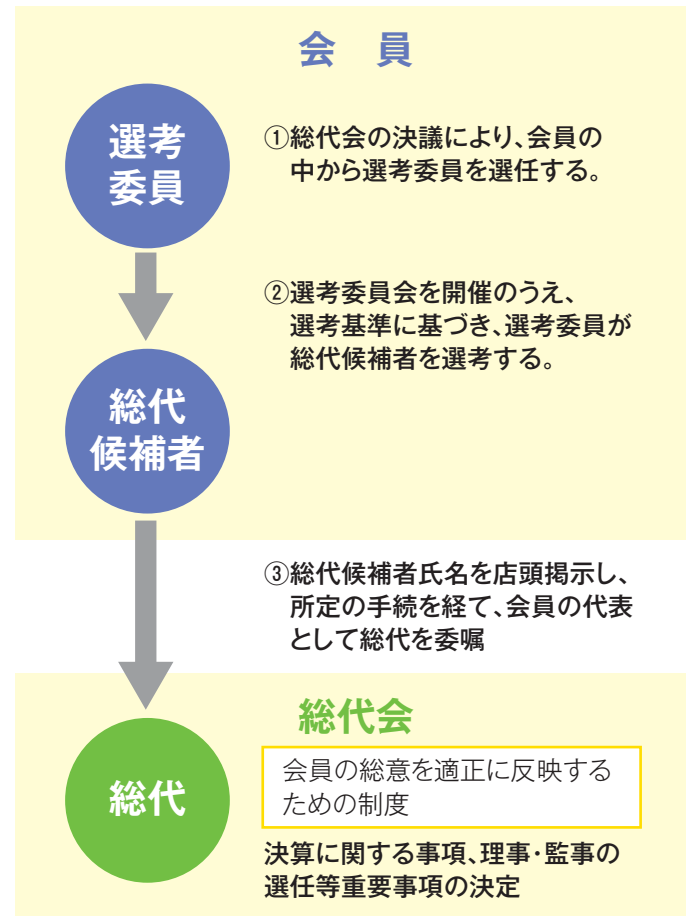 会 員
選考
委員
①総代会の決議により、会員の
中から選考委員を選任する。
②選考委員会を開催のうえ、
選考基準に基づき、選考委員が
総代候補者を選考する。
総代
候補者
③総代候補者氏名を店頭掲示し、
所定の手続を経て、会員の代表
として総代を委嘱
総代会
総代
会員の総意を適正に反映する
ための制度
決算に関する事項、理事・監事の
選任等重要事項の決定